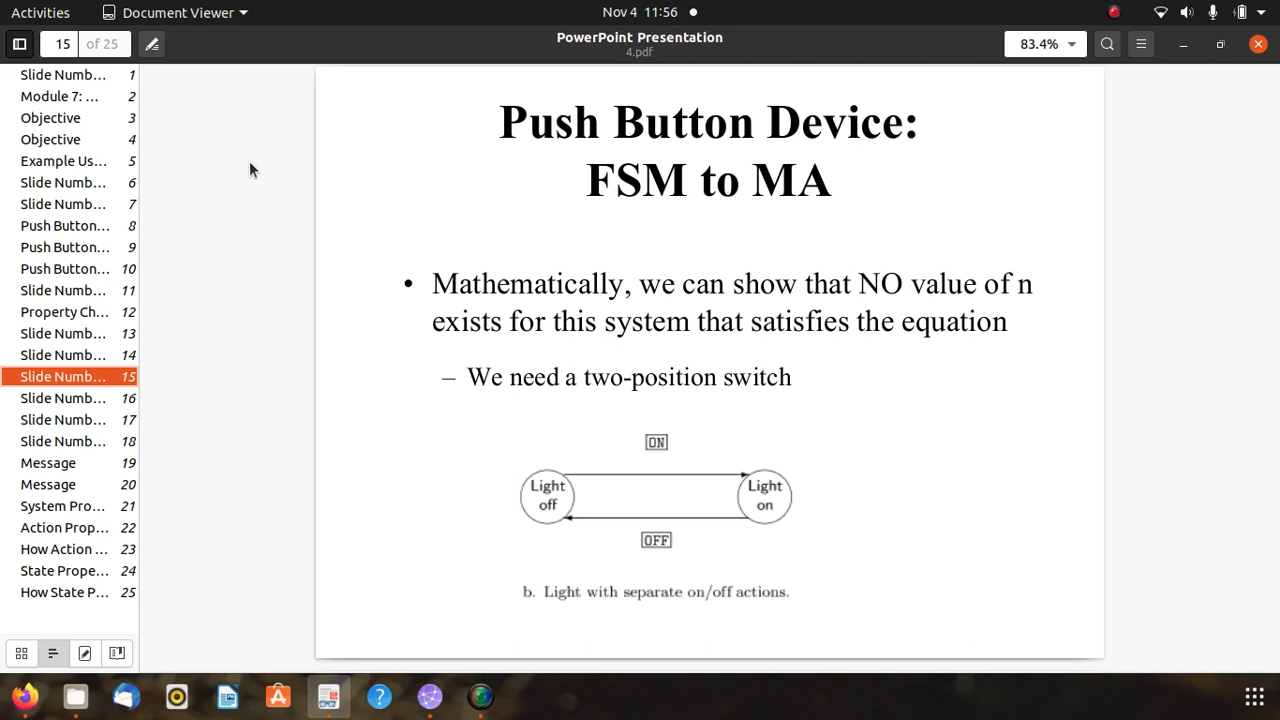 Activities
Document Viewer
Nov 4 11:56
15 of 25
PowerPoint Presentation
4.pdf
83.4%
Slide Numb... 1
Module 7: ... 2
Objective 3
Objective 4
Example Us... 5
Slide Numb... 6
Slide Numb... 7
Push Button... 8
Push Button... 9
Push Button... 10
Slide Numb... 11
Property Ch... 12
Slide Numb... 13
Slide Numb... 14
Slide Numb... 15
Slide Numb... 16
Slide Numb... 17
Slide Numb... 18
Message 19
Message 20
System Pro... 21
Action Prop... 22
How Action ... 23
State Prope... 24
How State P... 25
Push Button Device:
FSM to MA
• Mathematically, we can show that NO value of n
exists for this system that satisfies the equation
– We need a two-position switch
ON
Light
off
Light
on
OFF
b. Light with separate on/off actions.